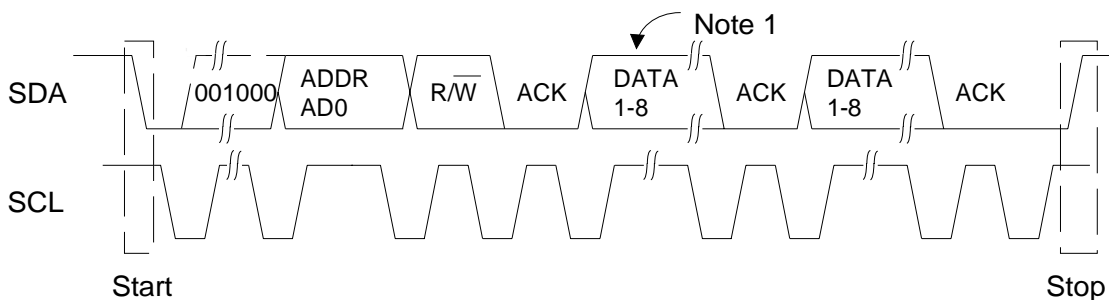 Note 1
SDA
001000
ADDR
AD0
R/W
ACK
DATA
1-8
ACK
DATA
1-8
ACK
SCL
Start
Stop